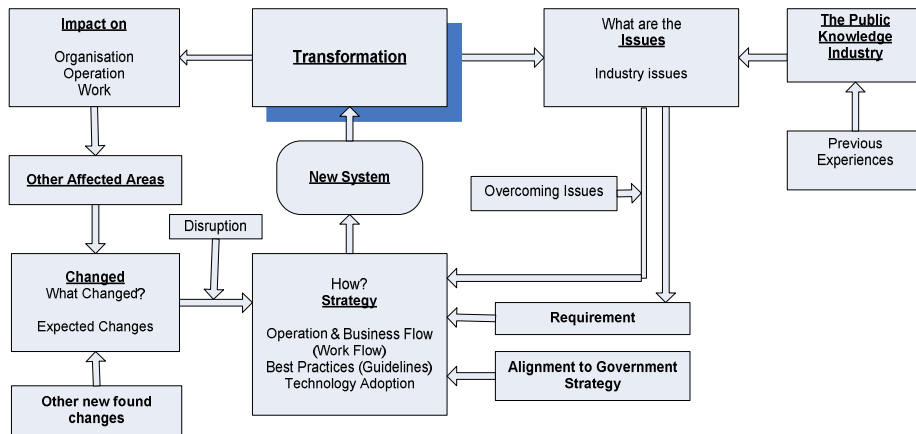 Impact on
Organisation
Operation
Work
Transformation
What are the
Issues
Industry issues
The Public
Knowledge
Industry
Previous
Experiences
Other Affected Areas
New System
Overcoming Issues
Disruption
Changed
What Changed?
Expected Changes
How?
Strategy
Operation & Business Flow
(Work Flow)
Best Practices (Guidelines)
Technology Adoption
Requirement
Alignment to Government
Strategy
Other new found
changes